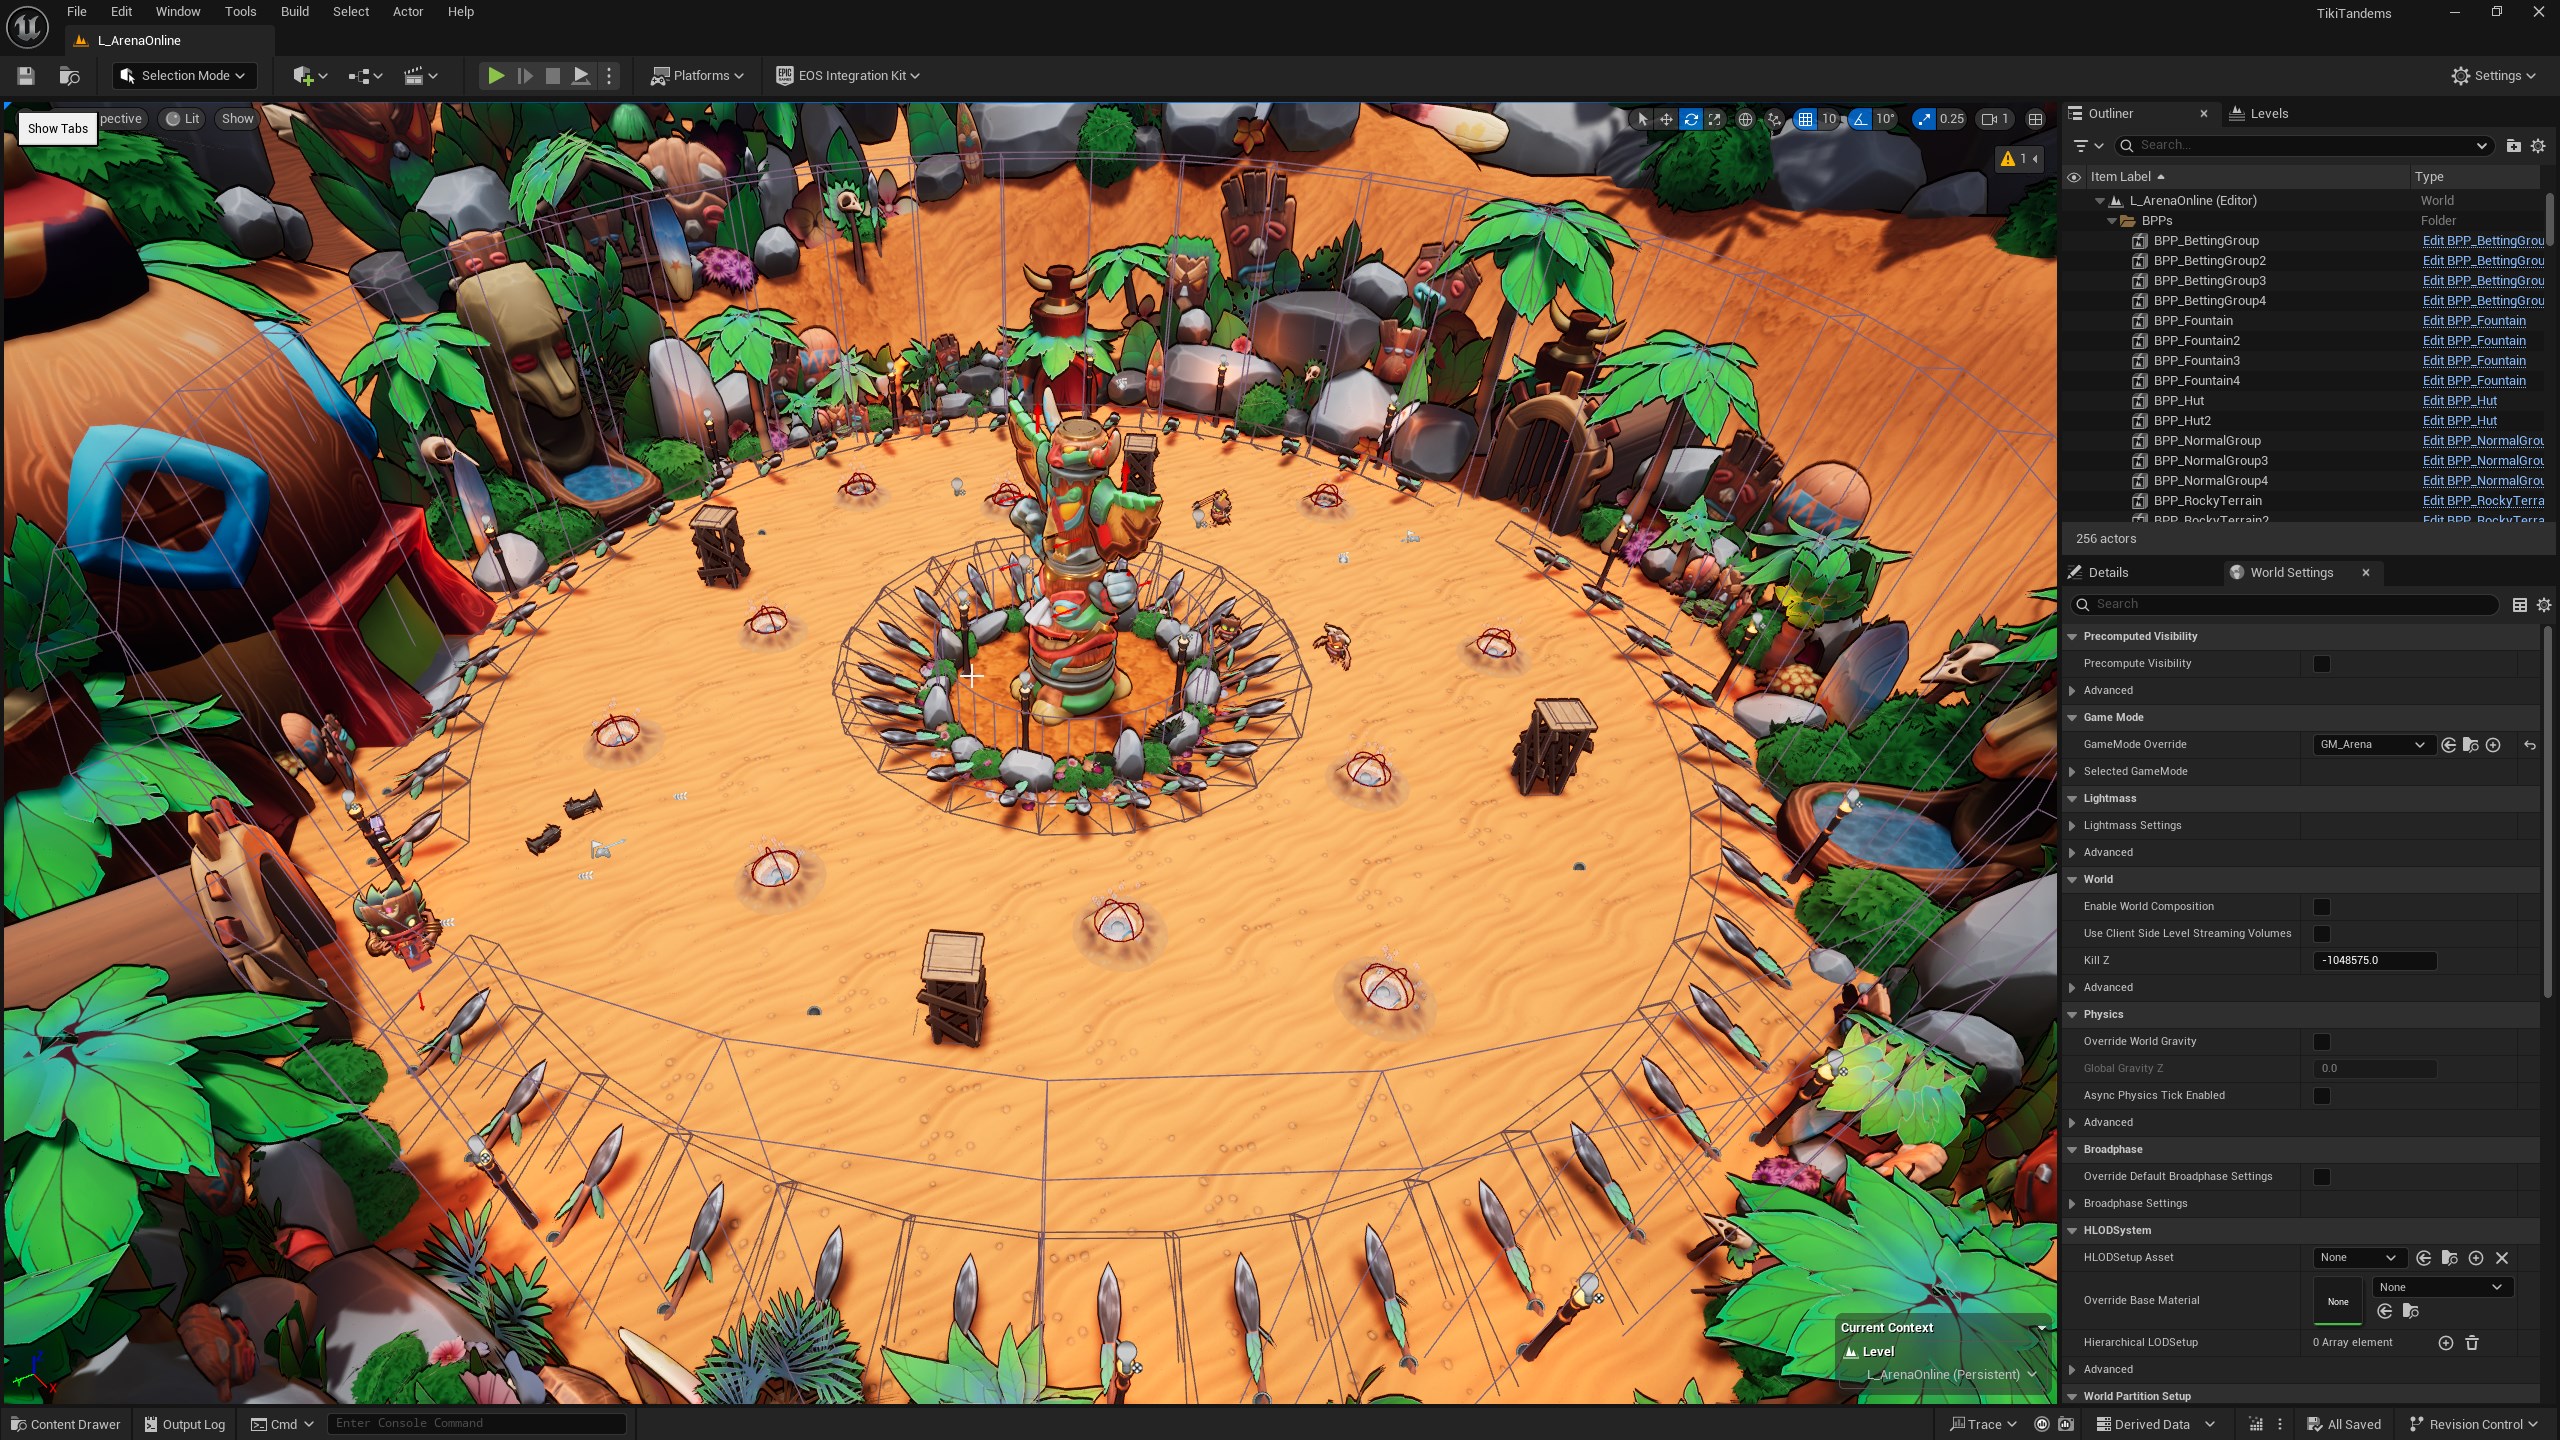 File Edit Window Tools Build Select Actor Help
TikiTandems
L_ArenaOnline
Selection Mode
Platforms
EOS Integration Kit
Settings
Show Tabs
pective
Lit
Show
10
10°
0.25
1
1
Outliner
Levels
Search...
Item Label
Type
L_ArenaOnline (Editor) World
BPPs Folder
BPP_BettingGroup Edit BPP_BettingGrou
BPP_BettingGroup2 Edit BPP_BettingGrou
BPP_BettingGroup3 Edit BPP_BettingGrou
BPP_BettingGroup4 Edit BPP_BettingGrou
BPP_Fountain Edit BPP_Fountain
BPP_Fountain2 Edit BPP_Fountain
BPP_Fountain3 Edit BPP_Fountain
BPP_Fountain4 Edit BPP_Fountain
BPP_Hut Edit BPP_Hut
BPP_Hut2 Edit BPP_Hut
BPP_NormalGroup Edit BPP_NormalGrou
BPP_NormalGroup3 Edit BPP_NormalGrou
BPP_NormalGroup4 Edit BPP_NormalGrou
BPP_RockyTerrain Edit BPP_RockyTerra
BPP_RockyTerrain2 Edit BPP_RockyTerra
256 actors
Details
World Settings
Search
Precomputed Visibility
Precompute Visibility
Advanced
Game Mode
GameMode Override GM_Arena
Selected GameMode
Lightmass
Lightmass Settings
Advanced
World
Enable World Composition
Use Client Side Level Streaming Volumes
Kill Z -1048575.0
Advanced
Physics
Override World Gravity
Global Gravity Z 0.0
Async Physics Tick Enabled
Advanced
Broadphase
Override Default Broadphase Settings
Broadphase Settings
HLODSystem
HLODSetup Asset None
None
Override Base Material None
Hierarchical LODSetup 0 Array element
Advanced
World Partition Setup
Current Context
Level
L_ArenaOnline (Persistent)
Content Drawer
Output Log
Cmd
Enter Console Command
Trace
Derived Data
All Saved
Revision Control